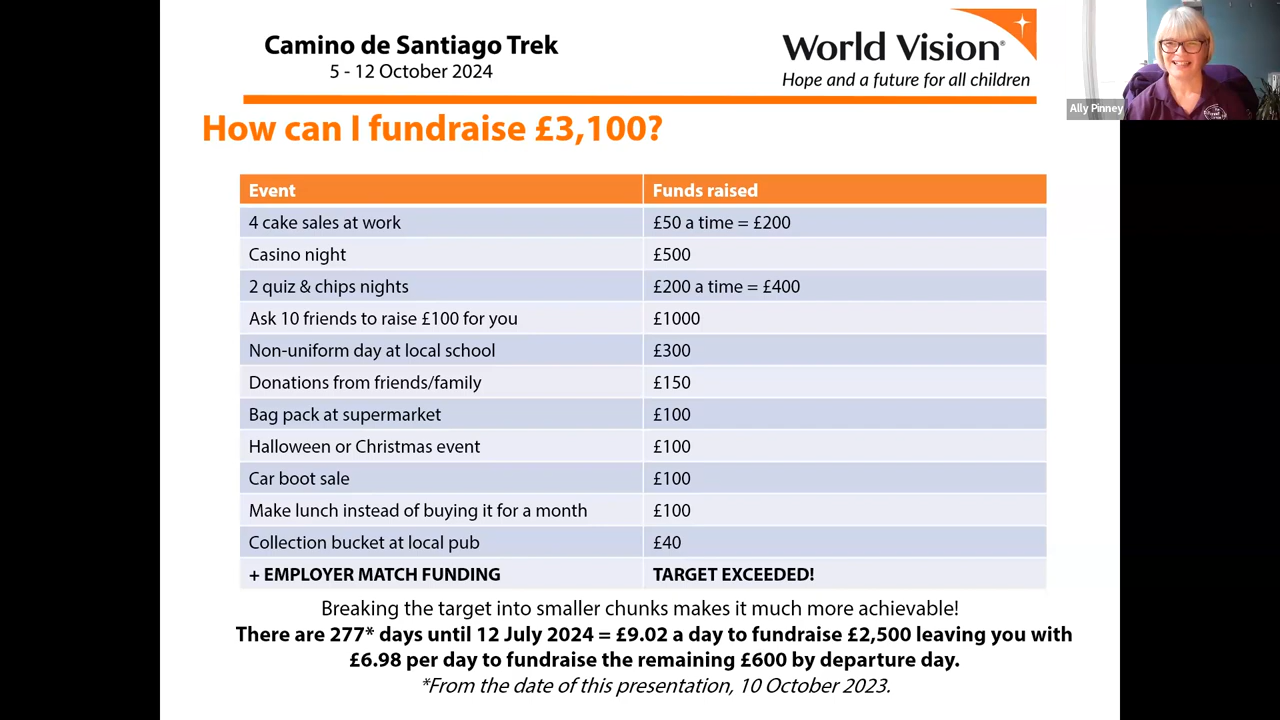 Camino de Santiago Trek
5 - 12 October 2024
World Vision®
Hope and a future for all children
Ally Pinney
How can I fundraise £3,100?
Event Funds raised
4 cake sales at work £50 a time = £200
Casino night £500
2 quiz & chips nights £200 a time = £400
Ask 10 friends to raise £100 for you £1000
Non-uniform day at local school £300
Donations from friends/family £150
Bag pack at supermarket £100
Halloween or Christmas event £100
Car boot sale £100
Make lunch instead of buying it for a month £100
Collection bucket at local pub £40
+ EMPLOYER MATCH FUNDING TARGET EXCEEDED!
Breaking the target into smaller chunks makes it much more achievable!
There are 277* days until 12 July 2024 = £9.02 a day to fundraise £2,500 leaving you with
£6.98 per day to fundraise the remaining £600 by departure day.
*From the date of this presentation, 10 October 2023.